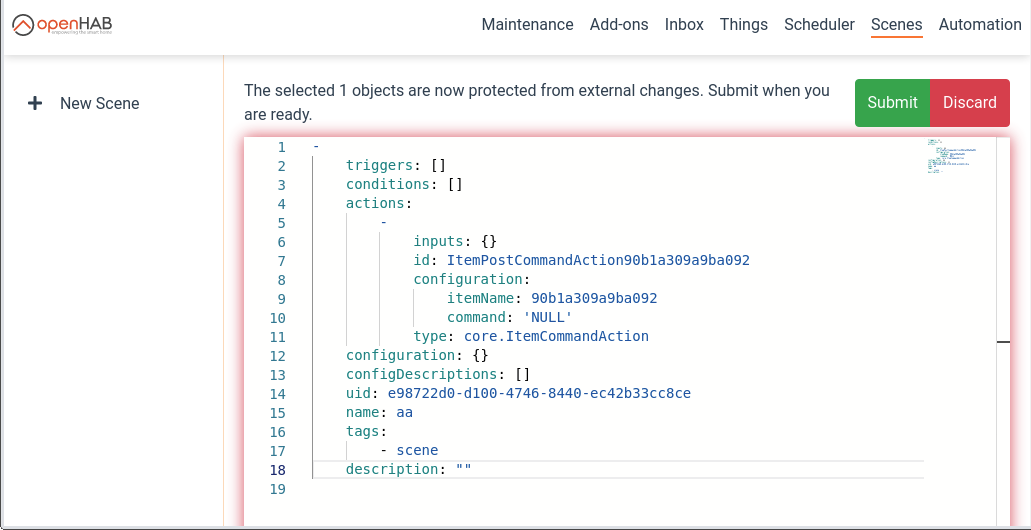 openHAB
empowering the smart home
Maintenance Add-ons Inbox Things Scheduler Scenes Automation
New Scene
The selected 1 objects are now protected from external changes. Submit when you
are ready.
Submit Discard
1 -
2 triggers: []
3 conditions: []
4 actions:
5 -
6 inputs: {}
7 id: ItemPostCommandAction90b1a309a9ba092
8 configuration:
9 itemName: 90b1a309a9ba092
10 command: 'NULL'
11 type: core.ItemCommandAction
12 configuration: {}
13 configDescriptions: []
14 uid: e98722d0-d100-4746-8440-ec42b33cc8ce
15 name: aa
16 tags:
17 - scene
18 description: ""
19